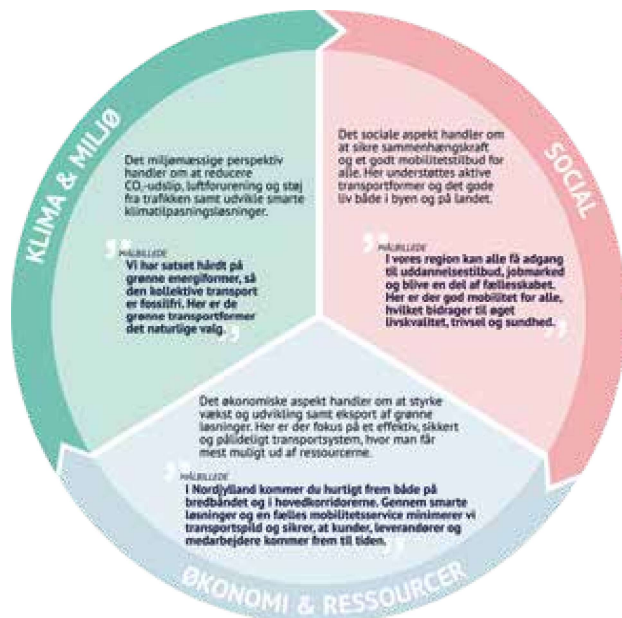 KLIMA & MILJØ
Det miljømæssige perspektiv
handler om at reducere
CO₂-udslip, luftforurening og støj
fra trafikken samt udvikle smarte
klimatilpasningsløsninger.
MÅLBILLEDE
Vi har satset hårdt på
grønne energiformer, så
den kollektive transport
er fossilfri. Her er de
grønne transportformer
det naturlige valg.
SOCIAL
Det sociale aspekt handler om
at sikre sammenhængskraft
og et godt mobilitetstilbud for
alle. Her understøttes aktive
transportformer og det gode
liv både i byen og på landet.
MÅLBILLEDE
I vores region kan alle få adgang
til uddannelsestilbud, jobmarked
og blive en del af fællesskabet.
Her er der god mobilitet for alle,
hvilket bidrager til øget
livskvalitet, trivsel og sundhed.
Det økonomiske aspekt handler om at styrke
vækst og udvikling samt eksport af grønne
løsninger. Her er der fokus på et effektiv, sikkert
og pålideligt transportsystem, hvor man får
mest muligt ud af ressourcerne.
MÅLBILLEDE
I Nordjylland kommer du hurtigt frem både på
bredbåndet og i hovedkorridorerne. Gennem smarte
løsninger og en fælles mobilitetsservice minimerer vi
transportspild og sikrer, at kunder, leverandører og
medarbejdere kommer frem til tiden.
ØKONOMI & RESSOURCER